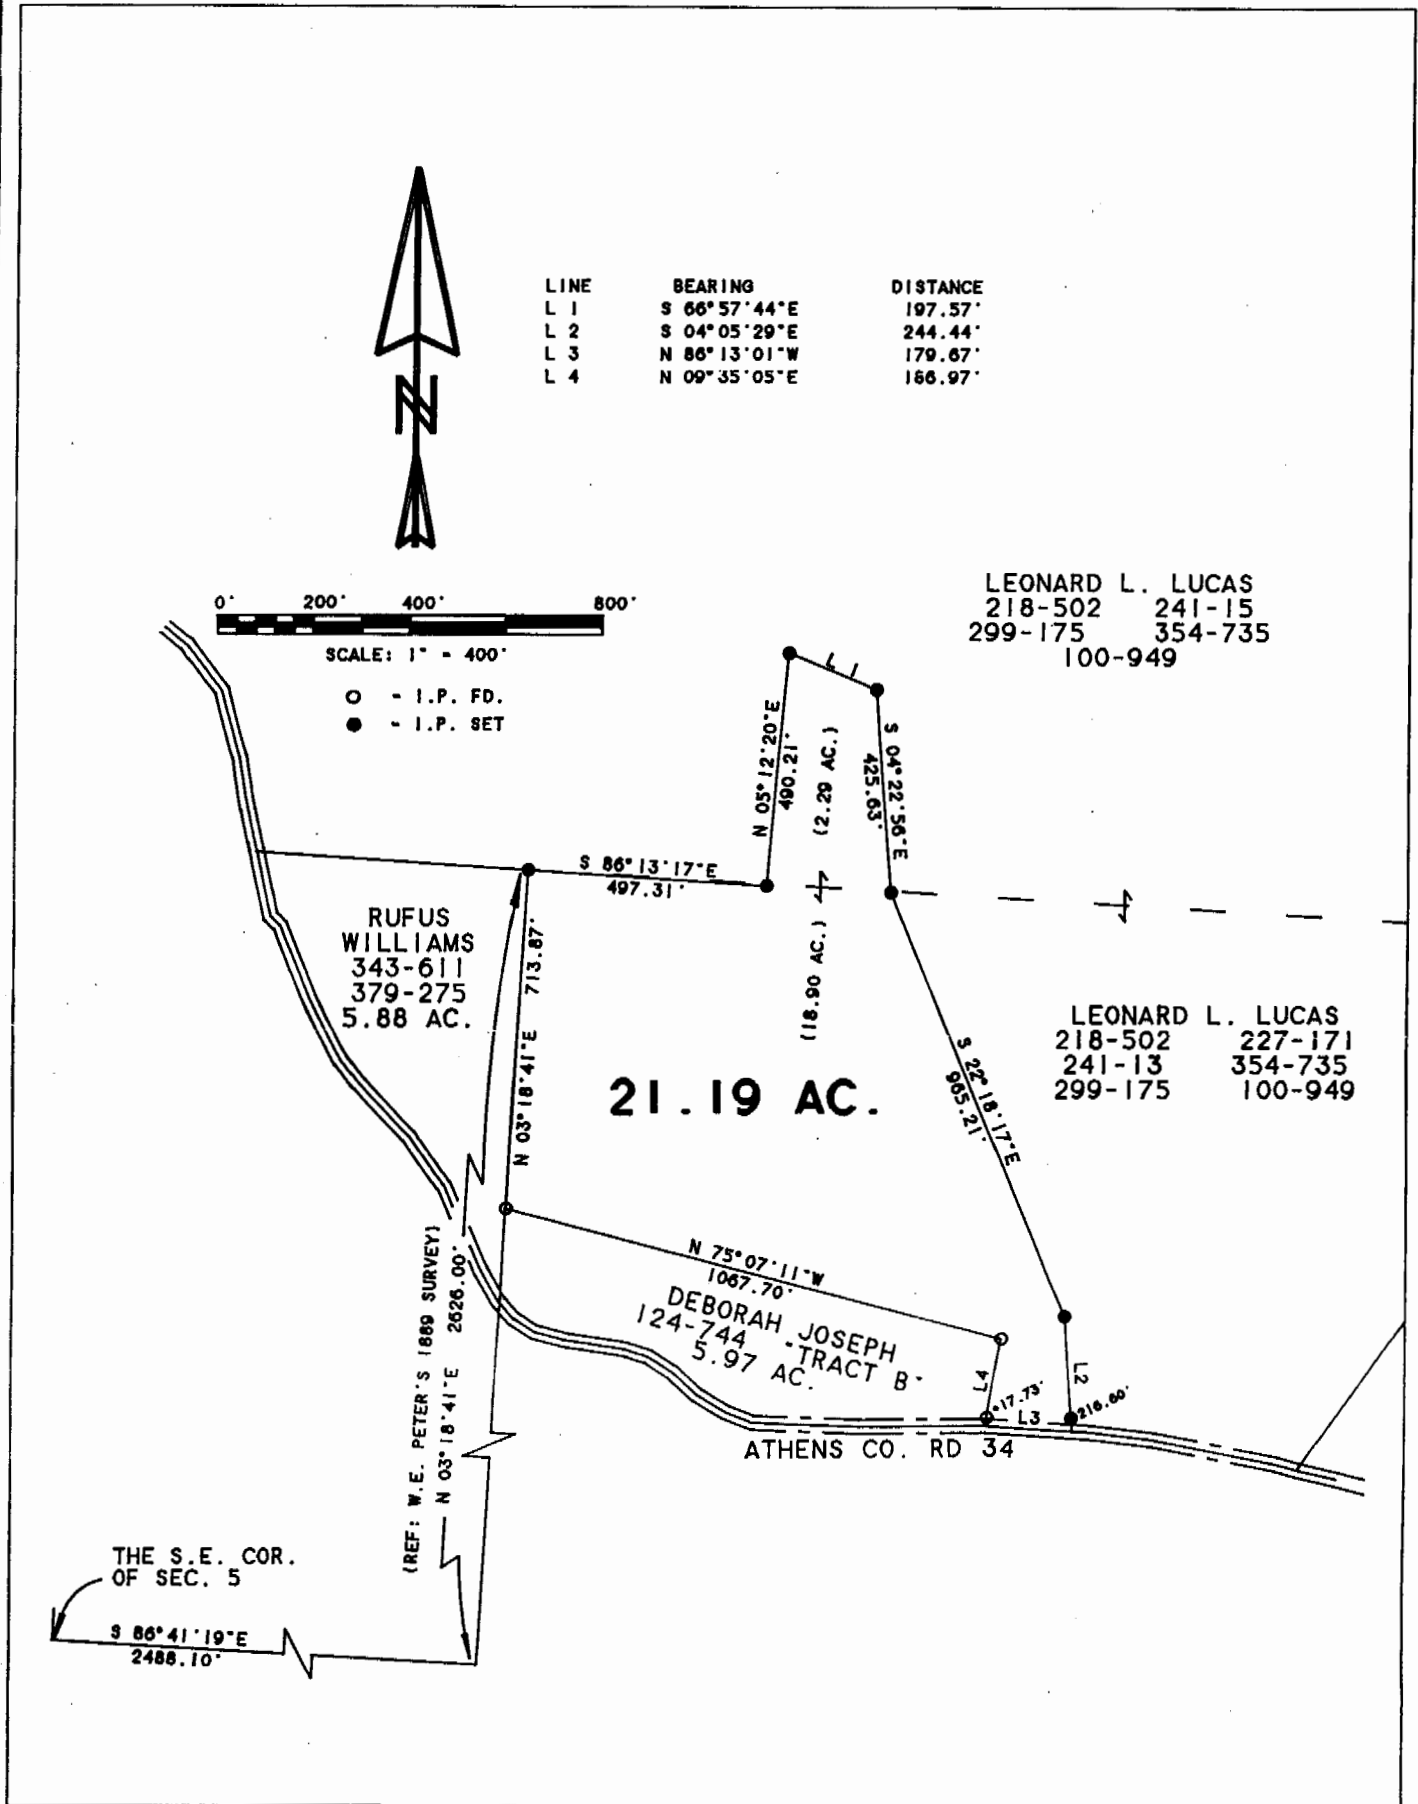 LINE BEARING DISTANCE
L 1 S 66°57'44"E 197.57'
L 2 S 04°05'29"E 244.44'
L 3 N 86°13'01"W 179.67'
L 4 N 09°35'05"E 166.97'
N
0' 200' 400' 800'
SCALE: 1" = 400'
O - I.P. FD.
● - I.P. SET
LEONARD L. LUCAS
218-502 241-15
299-175 354-735
100-949
L 1
N 05°12'20"E
490.21'
(2.29 AC.)
S 04°22'56"E
425.63'
S 86°13'17"E
497.31'
RUFUS
WILLIAMS
343-611
379-275
5.88 AC.
N 03°18'41"E 713.87'
(18.90 AC.)
21.19 AC.
LEONARD L. LUCAS
218-502 227-171
241-13 354-735
299-175 100-949
S 22°18'17"E
965.21'
N 75°07'11"W
1067.70'
DEBORAH JOSEPH
124-744 "TRACT B"
5.97 AC.
L4
17.73'
L3
L2
216.60'
ATHENS CO. RD 34
(REF: W.E. PETER'S 1889 SURVEY)
N 03°18'41"E 2626.00'
THE S.E. COR.
OF SEC. 5
S 86°41'19"E
2488.10'